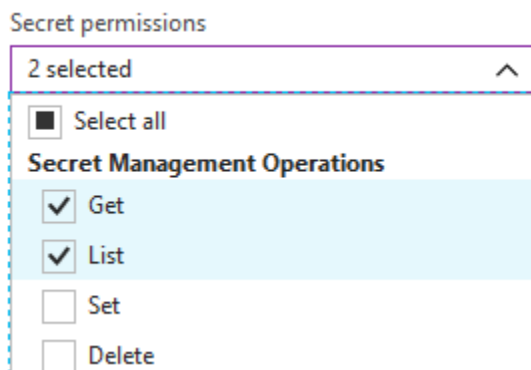 Secret permissions
2 selected
Select all
Secret Management Operations
Get
List
Set
Delete